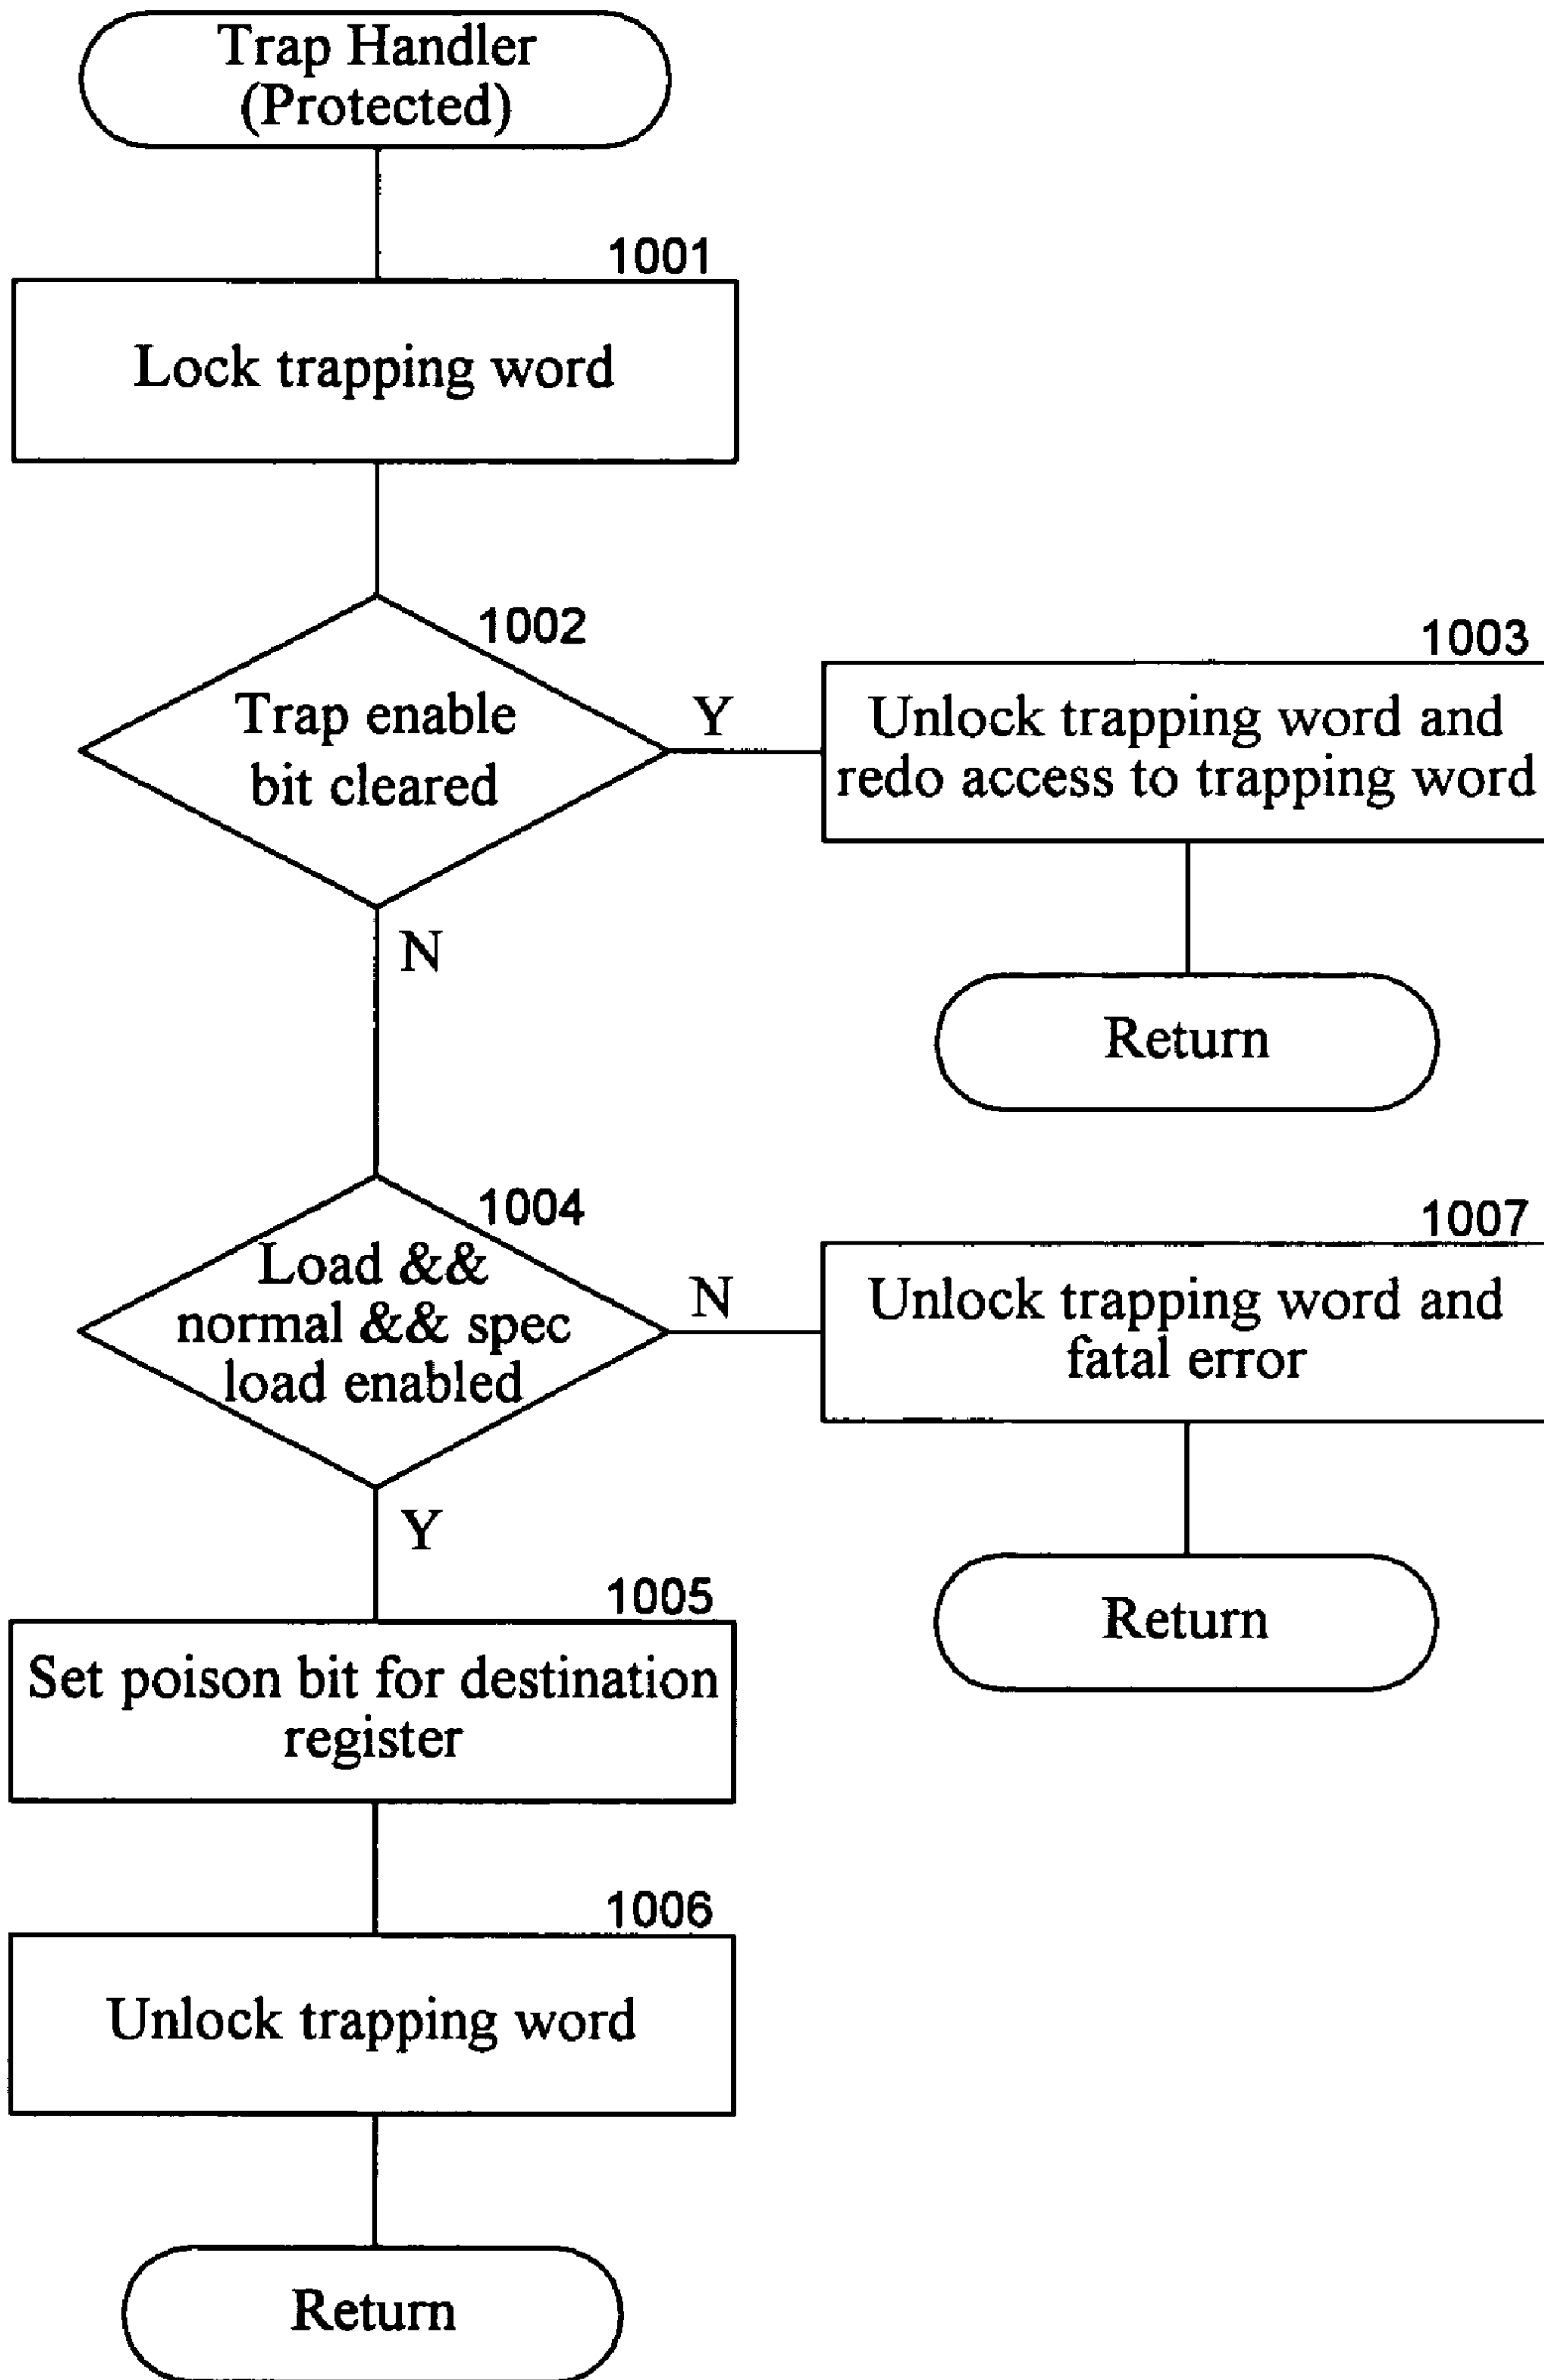 Trap Handler
(Protected)
1001
Lock trapping word
1002
Trap enable
bit cleared
Y
N
1003
Unlock trapping word and
redo access to trapping word
Return
1004
Load &&
normal && spec
load enabled
N
Y
1007
Unlock trapping word and
fatal error
Return
1005
Set poison bit for destination
register
1006
Unlock trapping word
Return